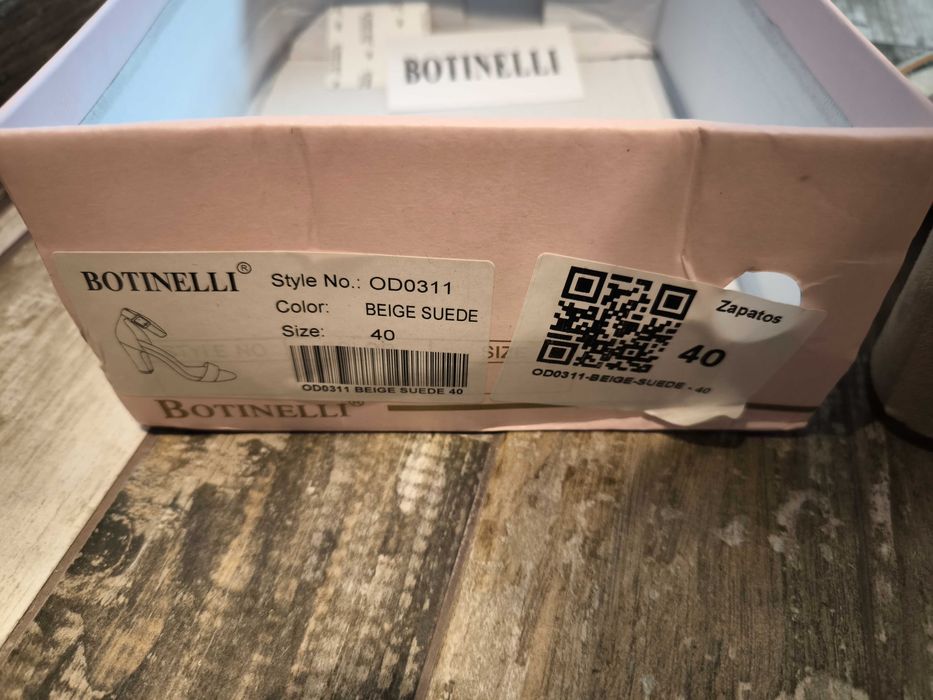 BOTINELLI
BOTINELLI®
Style No.: OD0311
Color: BEIGE SUEDE
Size: 40
OD0311 BEIGE SUEDE 40
SIZE
Zapatos
40
OD0311-BEIGE-SUEDE - 40
BOTINELLI®